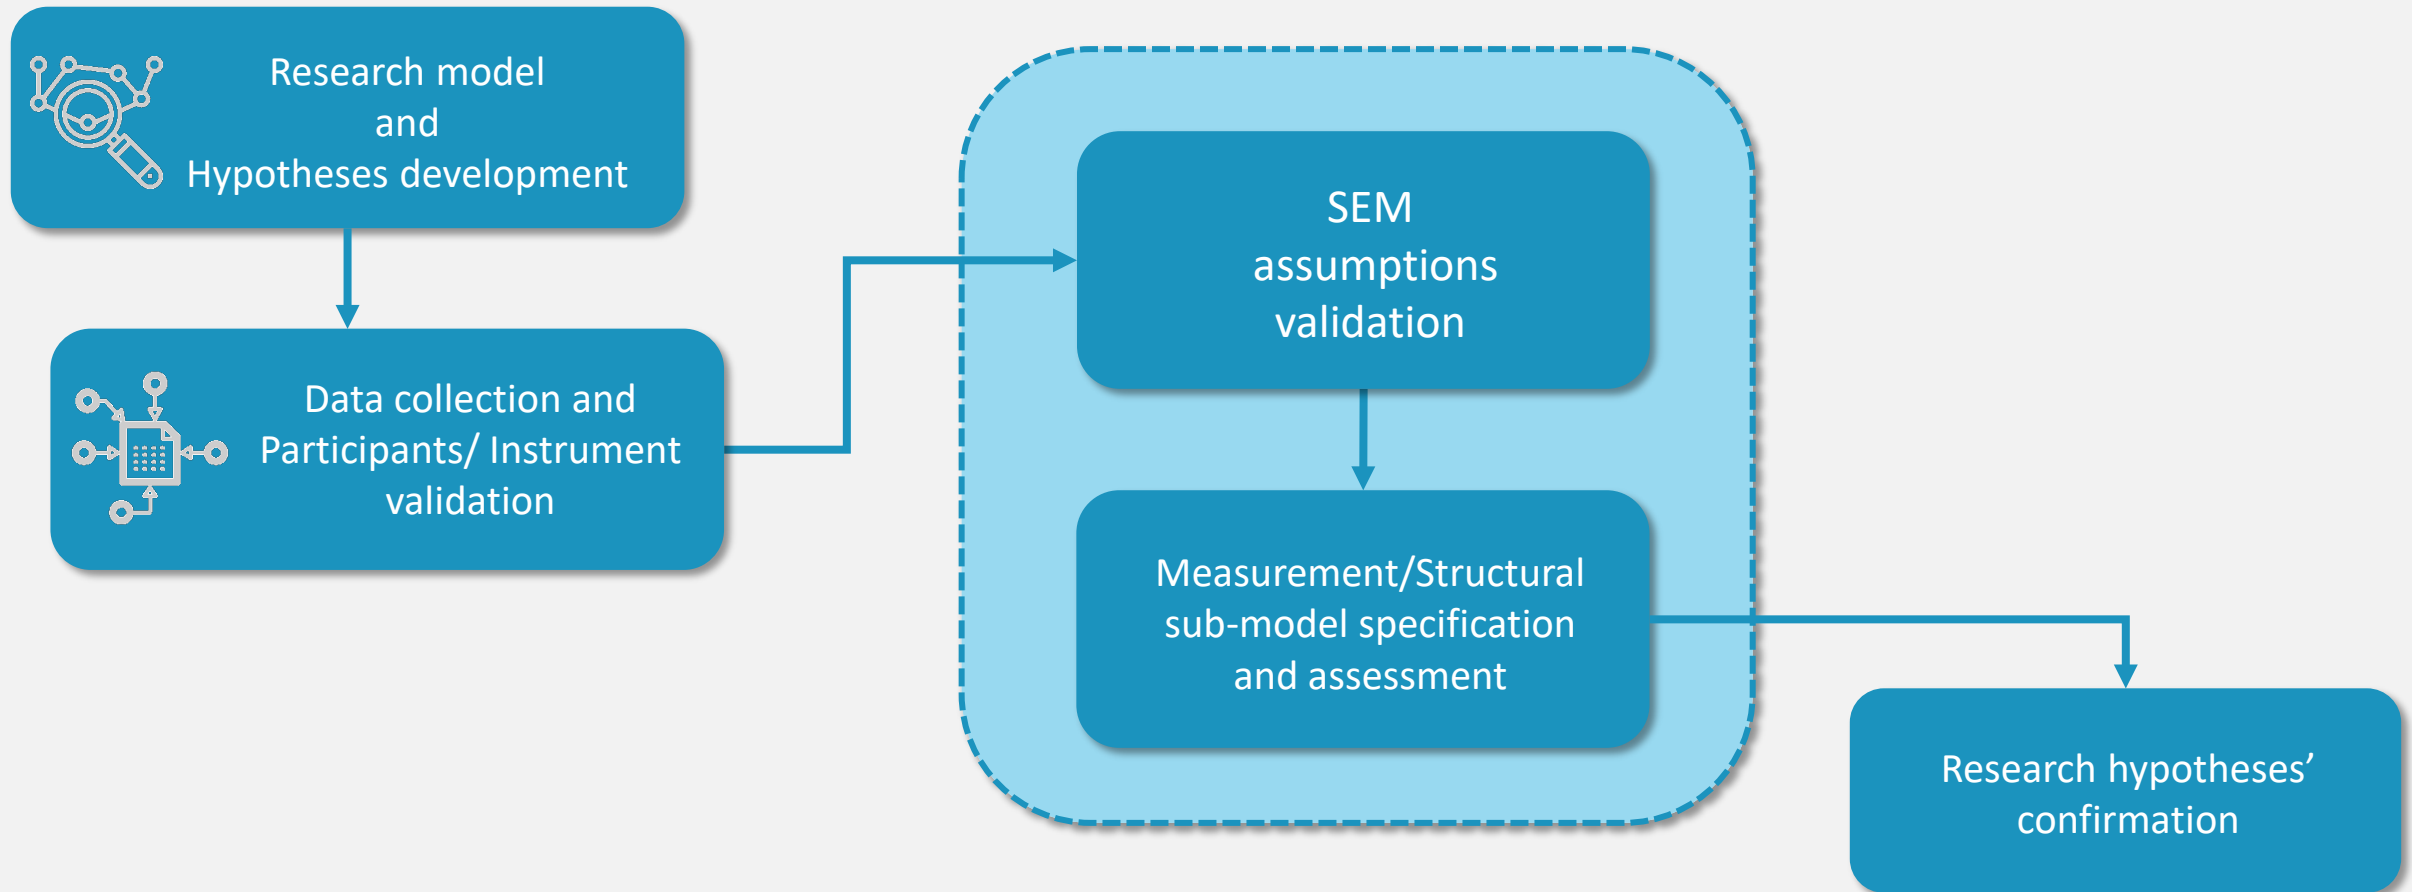 Research model
and
Hypotheses development
Data collection and
Participants/ Instrument
validation
SEM
assumptions
validation
Measurement/Structural
sub-model specification
and assessment
Research hypotheses’
confirmation